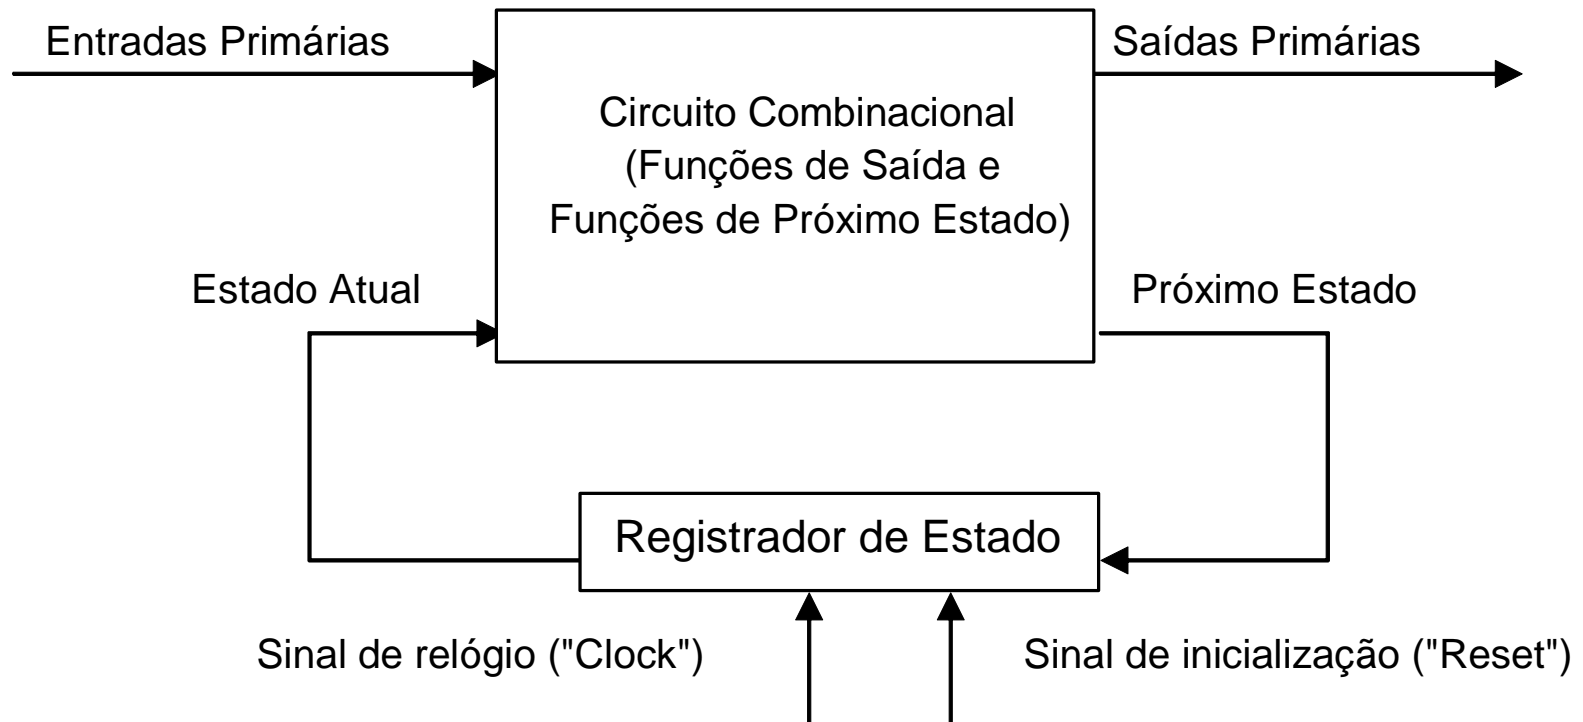 Entradas Primárias
Saídas Primárias
Circuito Combinacional
(Funções de Saída e
Funções de Próximo Estado)
Estado Atual
Próximo Estado
Registrador de Estado
Sinal de relógio ("Clock")
Sinal de inicialização ("Reset")